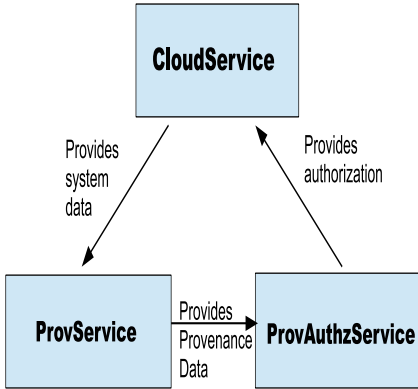 CloudService
Provides
system
data
Provides
authorization
ProvService
Provides
Provenance
Data
ProvAuthzService